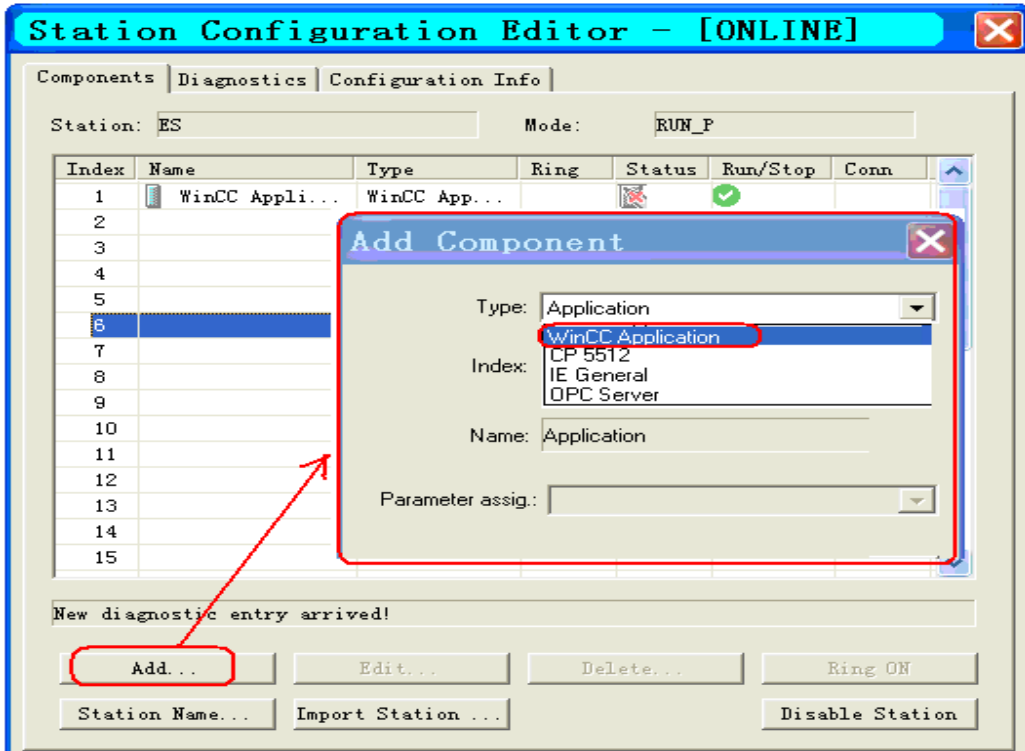 Station Configuration Editor - [ONLINE]
Components Diagnostics Configuration Info
Station: ES Mode: RUN_P
Index Name Type Ring Status Run/Stop Conn
1 WinCC Appli... WinCC App...
2
3
4
5
6
7
8
9
10
11
12
13
14
15
Add Component
Type: Application
WinCC Application
CP 5512
Index:
IE General
OPC Server
Name: Application
Parameter assig.:
New diagnostic entry arrived!
Add... Edit... Delete... Ring ON
Station Name... Import Station ... Disable Station